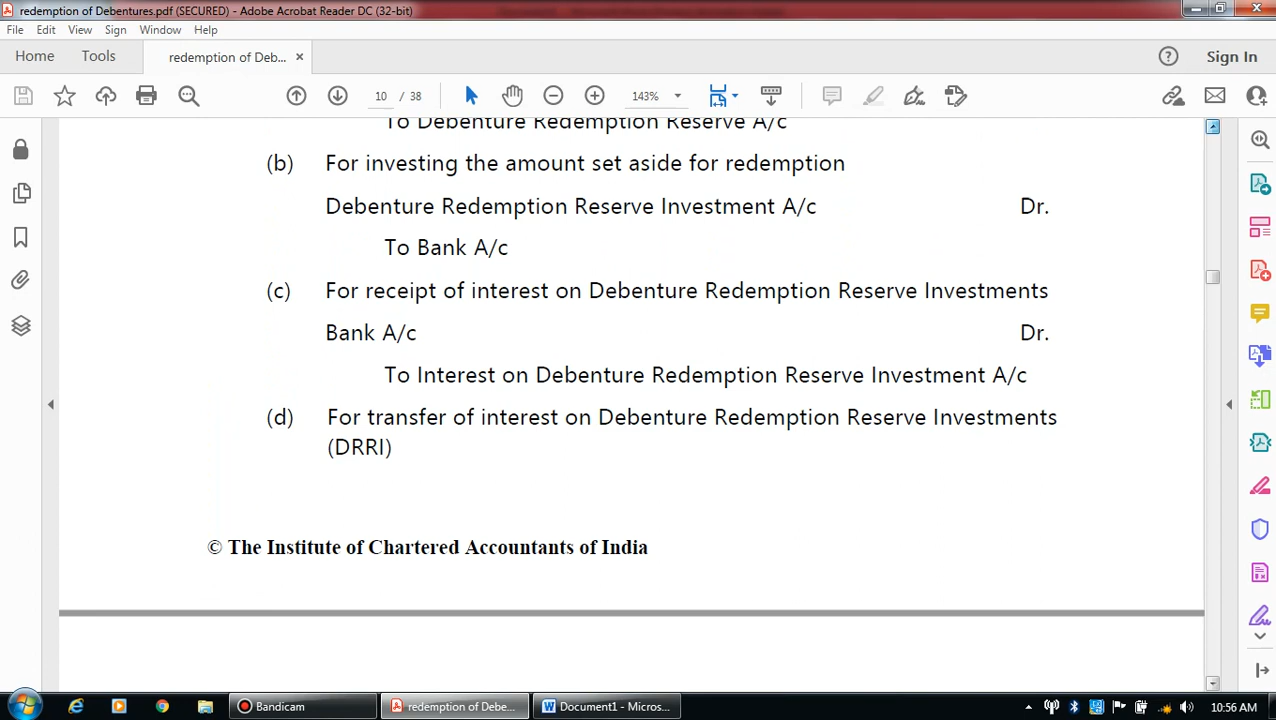 redemption of Debentures.pdf (SECURED) - Adobe Acrobat Reader DC (32-bit)
File Edit View Sign Window Help
Home Tools redemption of Deb... × Sign In
10 / 38 143%
To Debenture Redemption Reserve A/c
(b) For investing the amount set aside for redemption
Debenture Redemption Reserve Investment A/c Dr.
To Bank A/c
(c) For receipt of interest on Debenture Redemption Reserve Investments
Bank A/c Dr.
To Interest on Debenture Redemption Reserve Investment A/c
(d) For transfer of interest on Debenture Redemption Reserve Investments
(DRRI)
© The Institute of Chartered Accountants of India
Bandicam redemption of Debe... Document1 - Micros... 10:56 AM